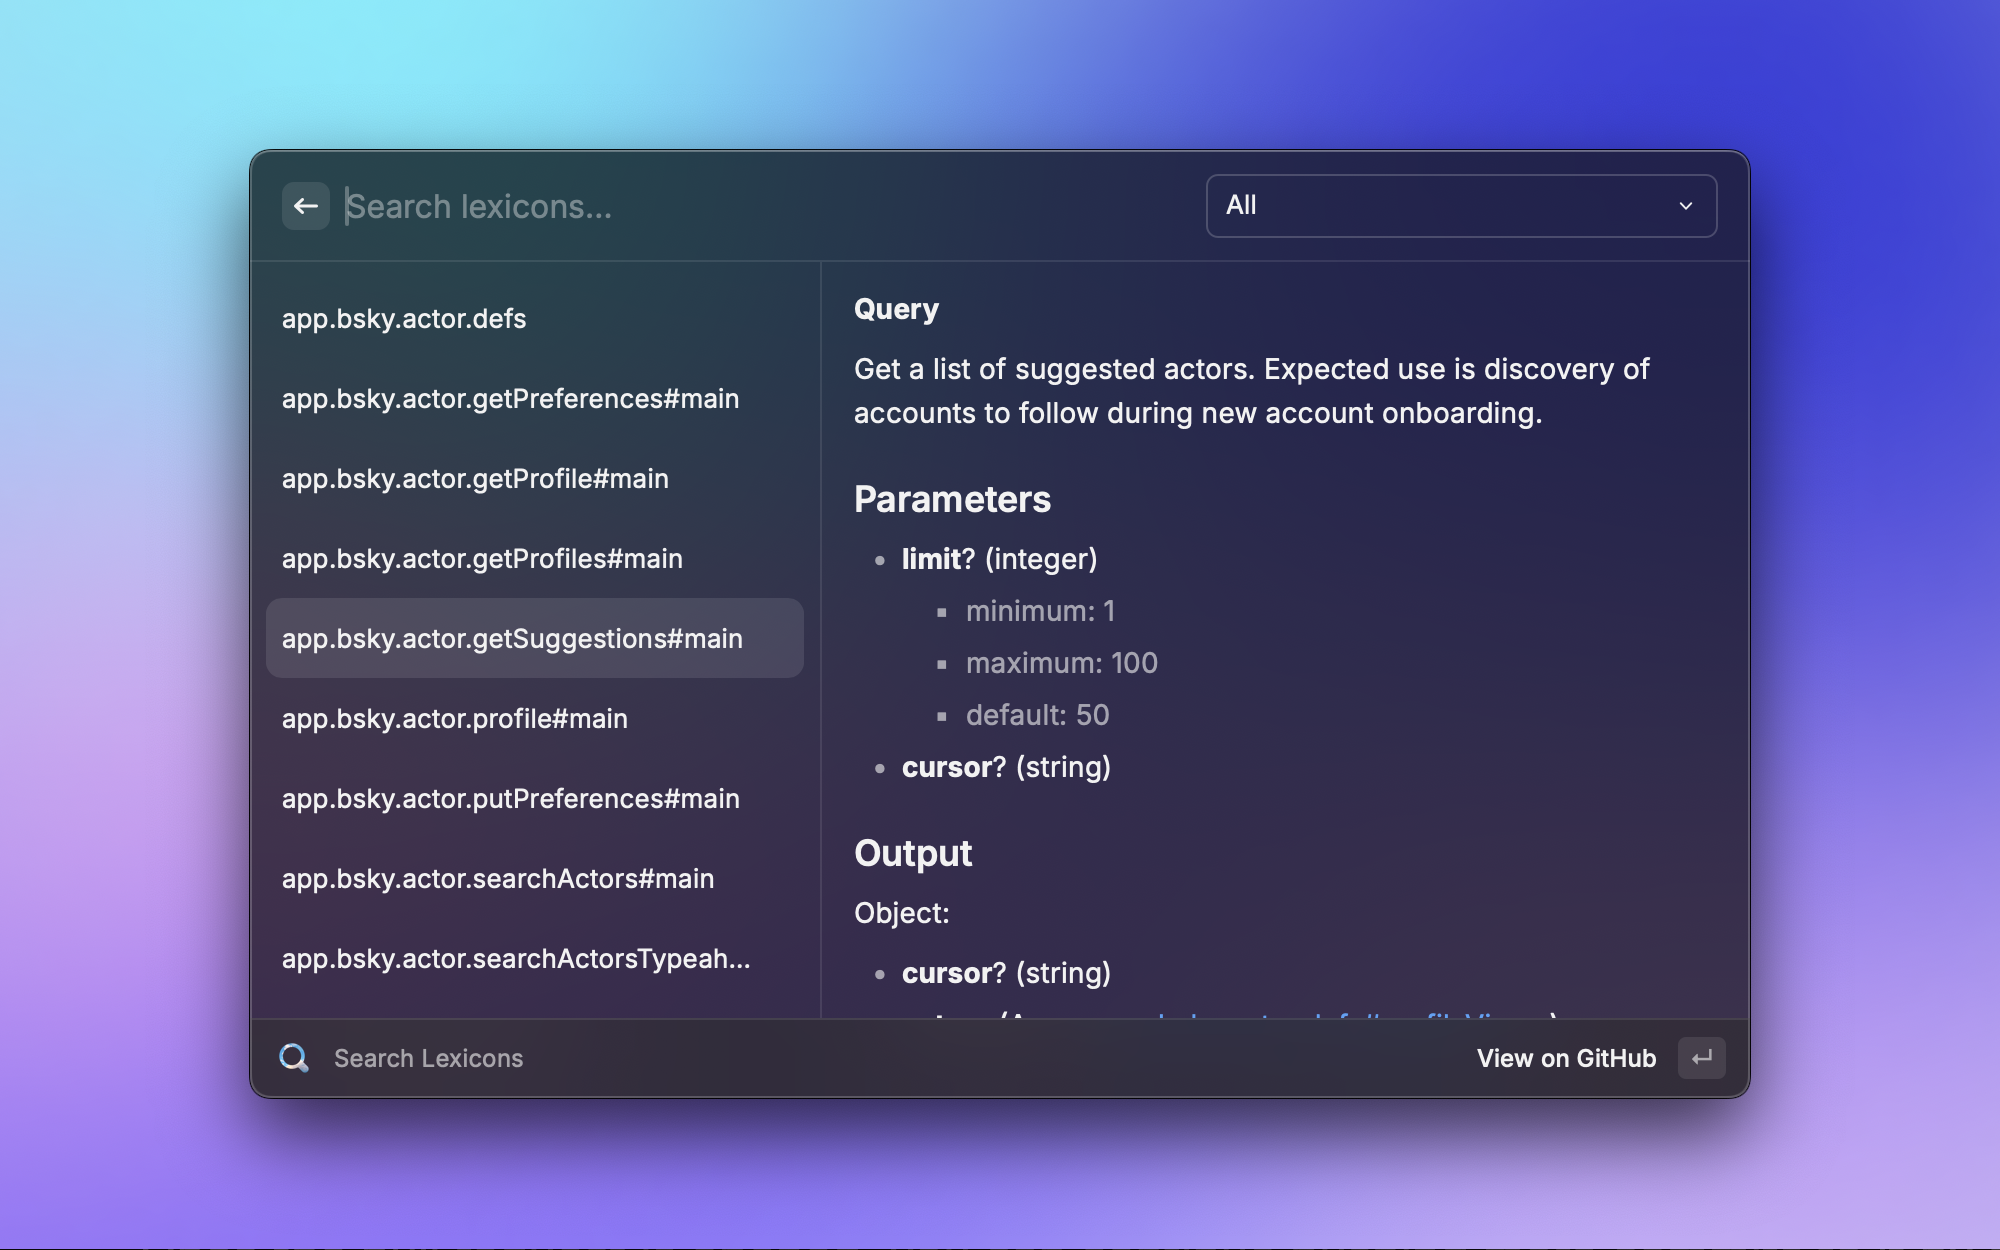 Search lexicons...
All
app.bsky.actor.defs
app.bsky.actor.getPreferences#main
app.bsky.actor.getProfile#main
app.bsky.actor.getProfiles#main
app.bsky.actor.getSuggestions#main
app.bsky.actor.profile#main
app.bsky.actor.putPreferences#main
app.bsky.actor.searchActors#main
app.bsky.actor.searchActorsTypeah...
Query
Get a list of suggested actors. Expected use is discovery of
accounts to follow during new account onboarding.
Parameters
limit? (integer)
minimum: 1
maximum: 100
default: 50
cursor? (string)
Output
Object:
cursor? (string)
Search Lexicons
View on GitHub